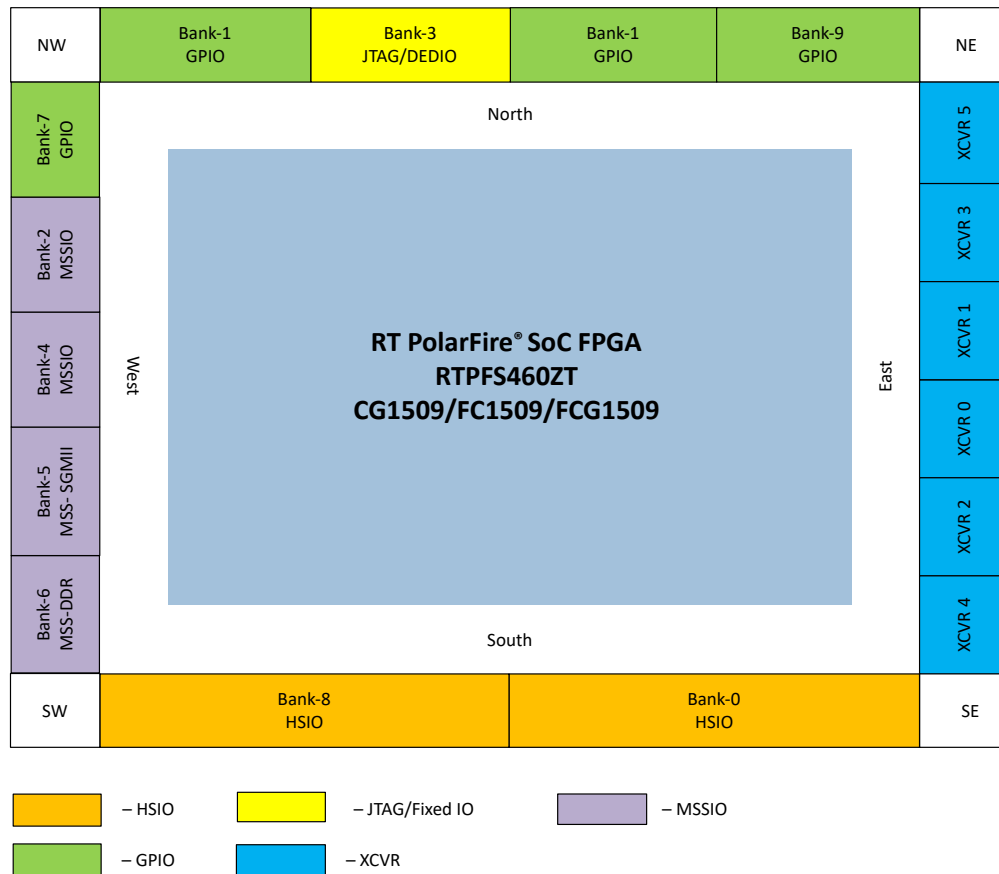 NW
Bank-1
GPIO
Bank-3
JTAG/DEDIO
Bank-1
GPIO
Bank-9
GPIO
NE
North
Bank-7
GPIO
Bank-2
MSSIO
Bank-4
MSSIO
Bank-5
MSS- SGMII
Bank-6
MSS-DDR
West
RT PolarFire® SoC FPGA
RTPFS460ZT
CG1509/FC1509/FCG1509
East
XCVR 5
XCVR 3
XCVR 1
XCVR 0
XCVR 2
XCVR 4
South
SW
Bank-8
HSIO
Bank-0
HSIO
SE
– HSIO
– JTAG/Fixed IO
– MSSIO
– GPIO
– XCVR